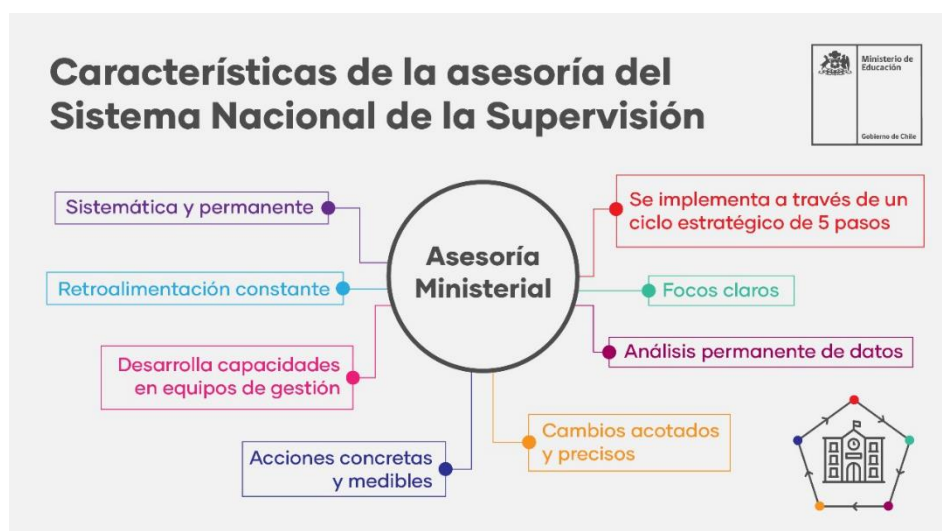 Características de la asesoría del
Sistema Nacional de la Supervisión
Ministerio de
Educación
Gobierno de Chile
Asesoría
Ministerial
Sistemática y permanente
Retroalimentación constante
Desarrolla capacidades
en equipos de gestión
Acciones concretas
y medibles
Se implementa a través de un
ciclo estratégico de 5 pasos
Focos claros
Análisis permanente de datos
Cambios acotados
y precisos